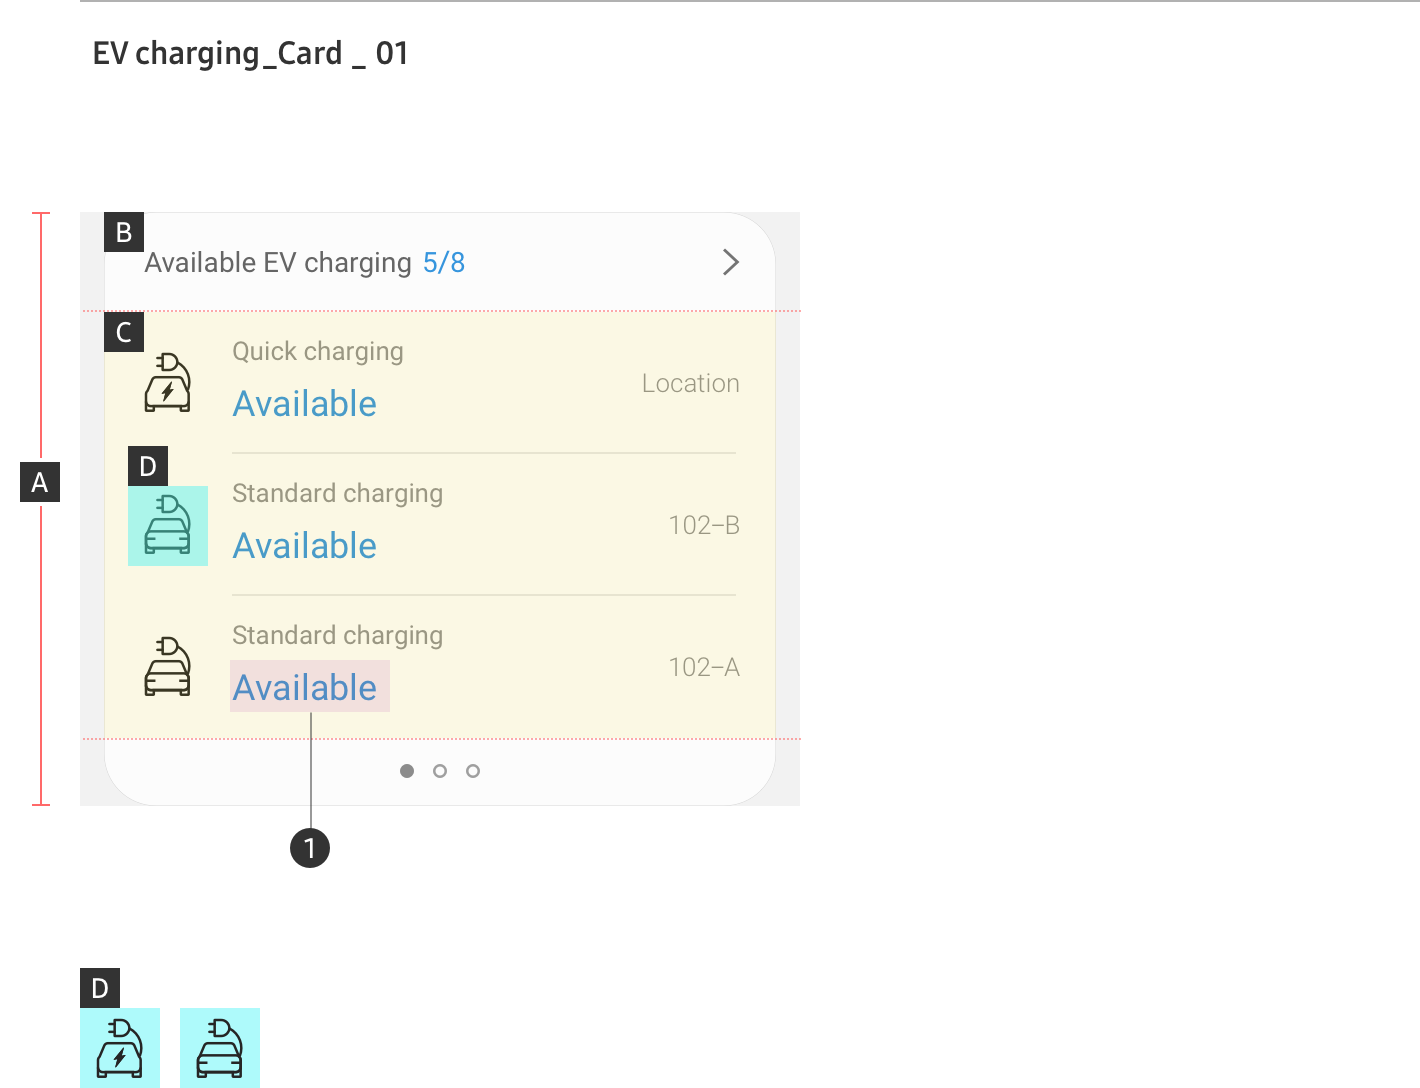 EV charging_Card _ 01
B
Available EV charging 5/8
C
Quick charging
Available
Location
D
A
Standard charging
Available
102–B
Standard charging
Available
102–A
1
D